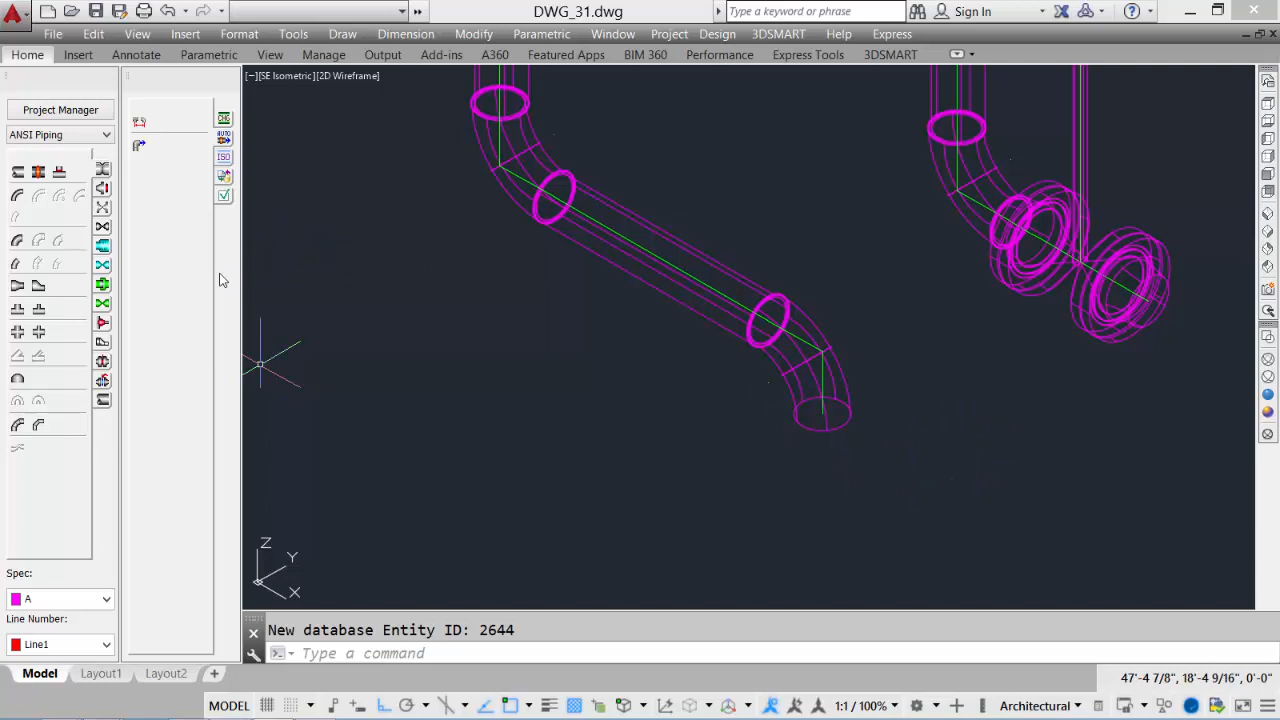 DWG_31.dwg
Type a keyword or phrase
Sign In
File Edit View Insert Format Tools Draw Dimension Modify Parametric Window Project Design 3DSMART Help Express
Home Insert Annotate Parametric View Manage Output Add-ins A360 Featured Apps BIM 360 Performance Express Tools 3DSMART
[−][SE Isometric][2D Wireframe]
Project Manager
ANSI Piping
CHG
AUTO
ISO
Z
Y
X
Spec:
A
Line Number:
Line1
New database Entity ID: 2644
Type a command
Model Layout1 Layout2 +
47'-4 7/8", 18'-4 9/16", 0'-0"
MODEL
1:1 / 100%
Architectural